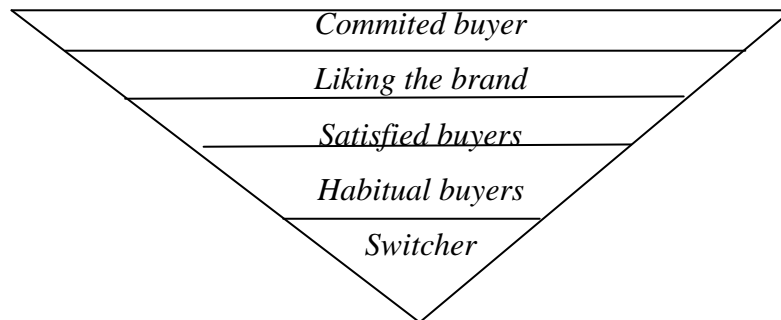 Commited buyer
Liking the brand
Satisfied buyers
Habitual buyers
Switcher